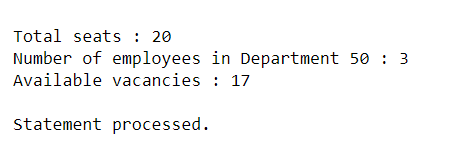 Total seats : 20
Number of employees in Department 50 : 3
Available vacancies : 17
Statement processed.